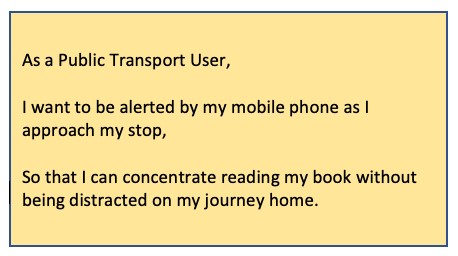 As a Public Transport User,
I want to be alerted by my mobile phone as I
approach my stop,
So that I can concentrate reading my book without
being distracted on my journey home.